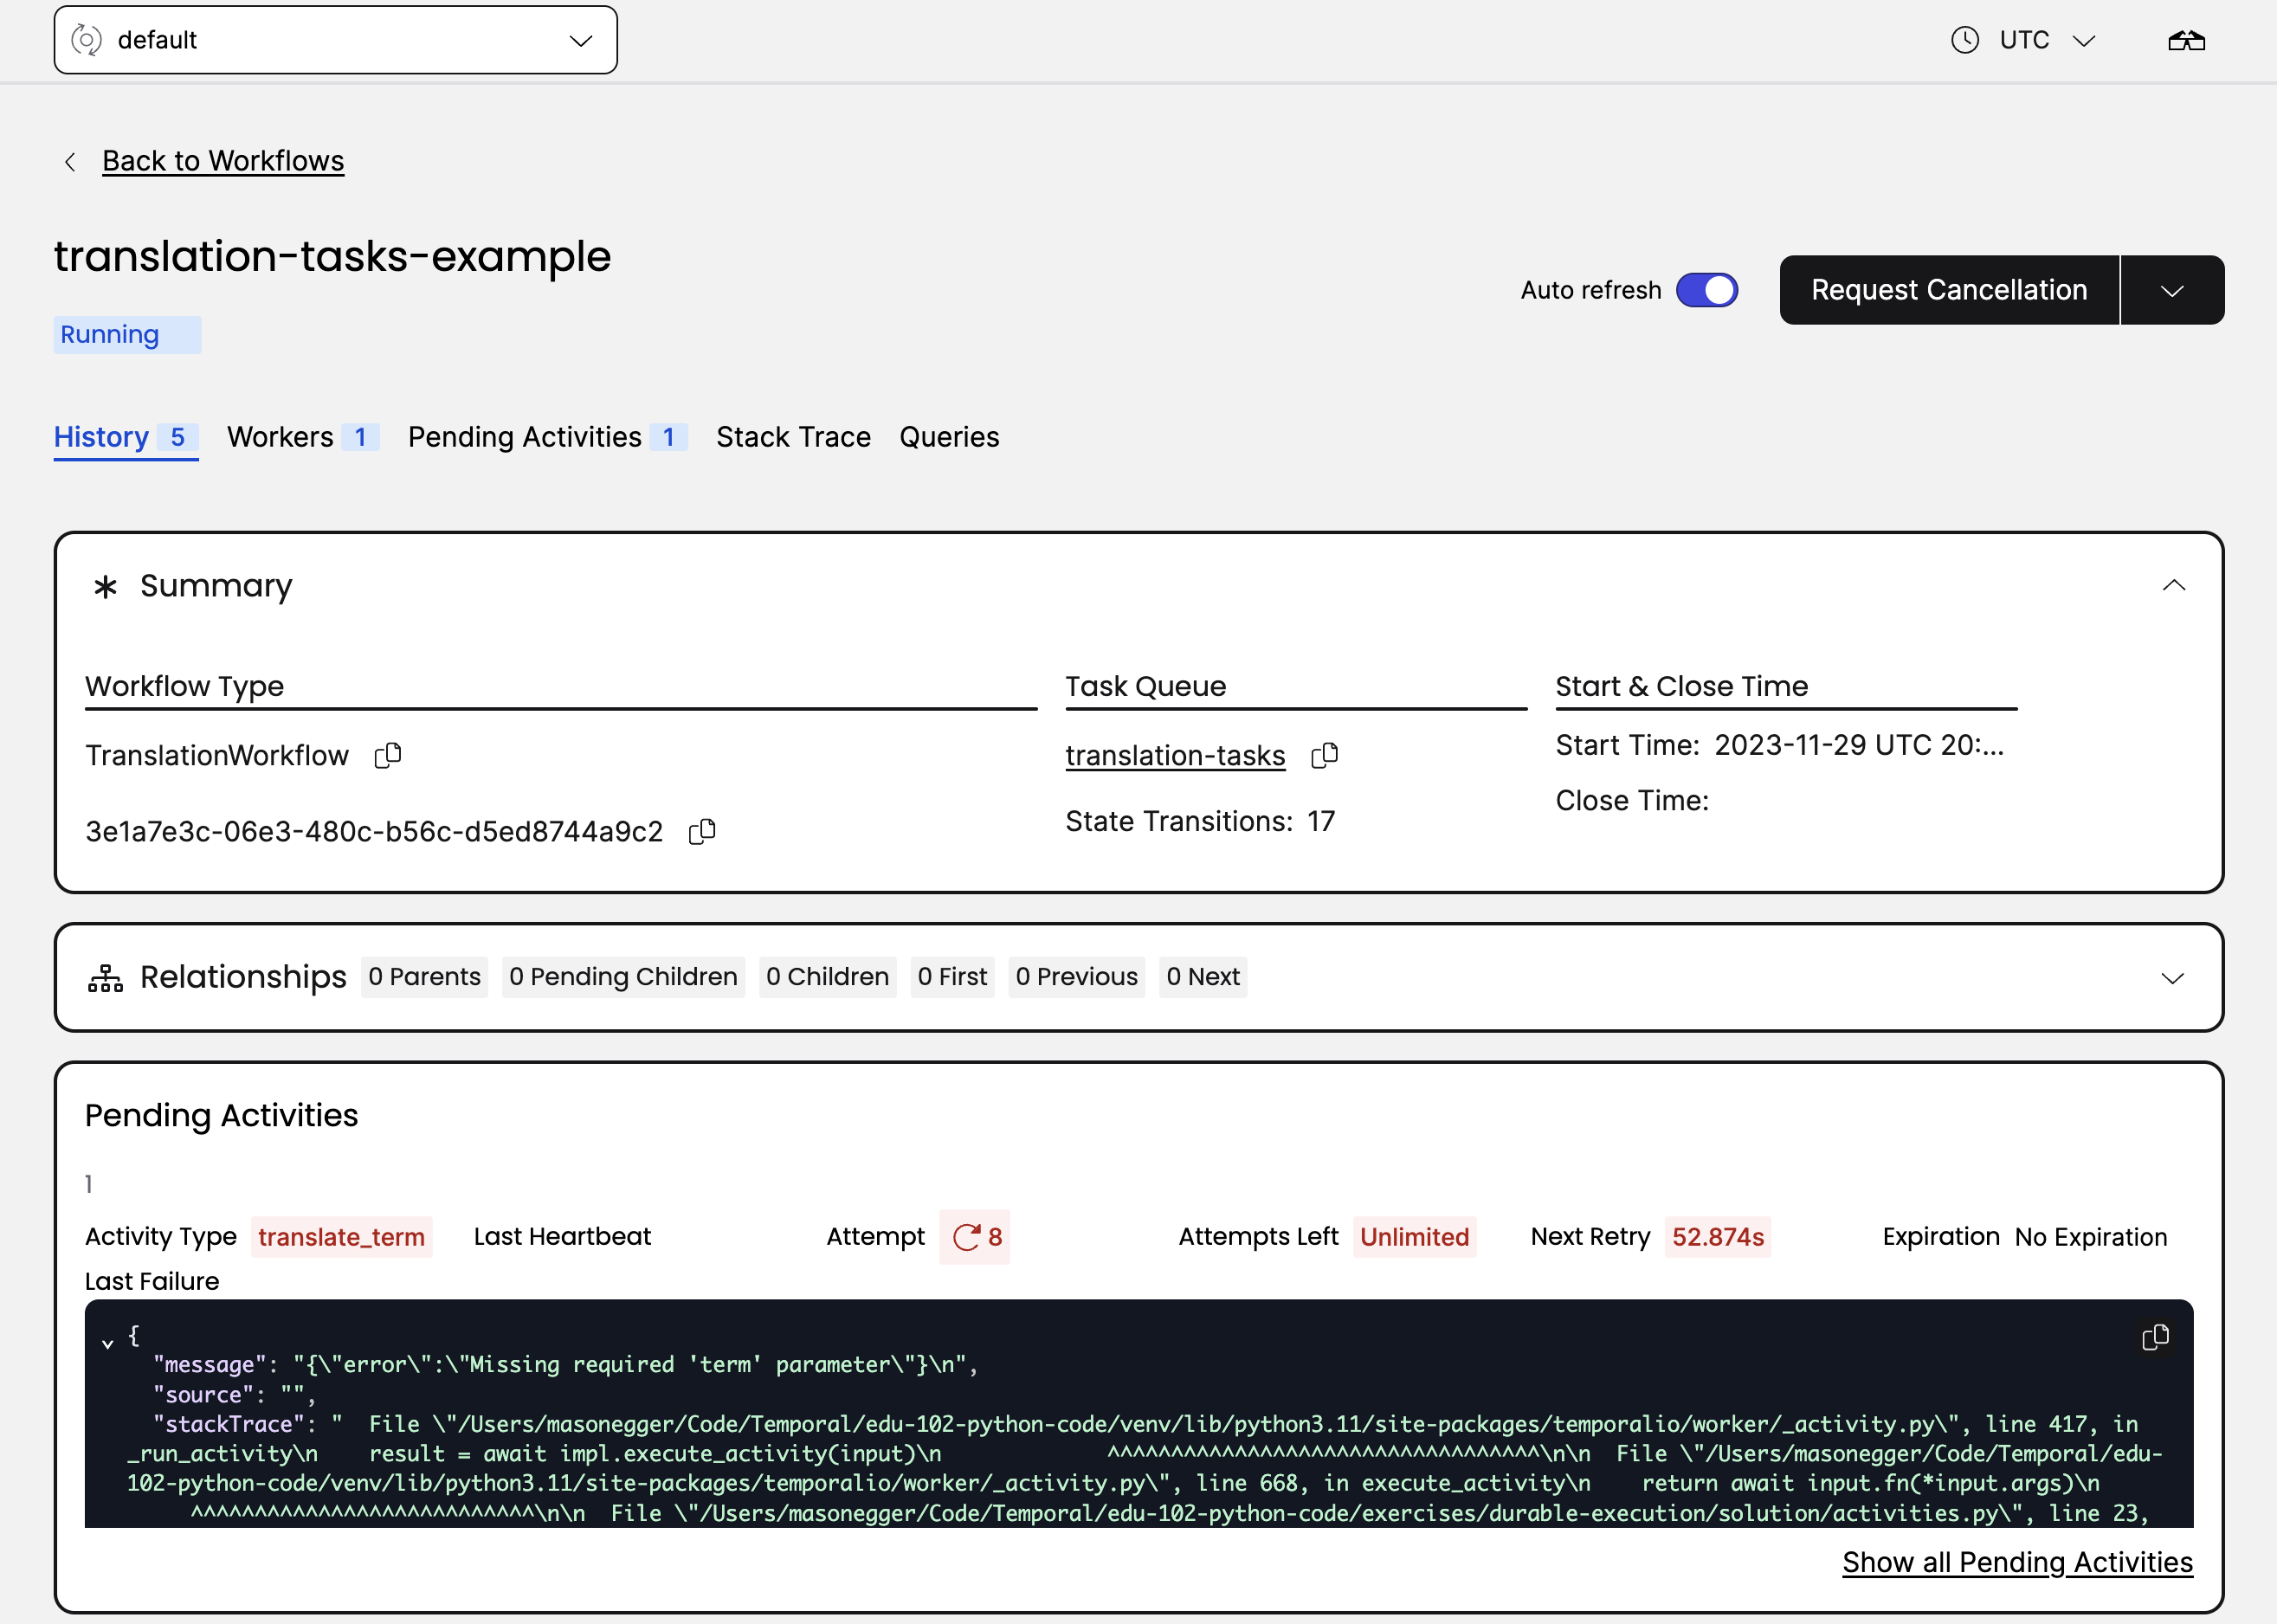 default
UTC
Back to Workflows
translation-tasks-example
Auto refresh
Request Cancellation
Running
History 5 Workers 1 Pending Activities 1 Stack Trace Queries
Summary
Workflow Type Task Queue Start & Close Time
TranslationWorkflow translation-tasks Start Time: 2023-11-29 UTC 20:...
3e1a7e3c-06e3-480c-b56c-d5ed8744a9c2 State Transitions: 17 Close Time:
Relationships 0 Parents 0 Pending Children 0 Children 0 First 0 Previous 0 Next
Pending Activities
1
Activity Type translate_term Last Heartbeat Attempt 8 Attempts Left Unlimited Next Retry 52.874s Expiration No Expiration
Last Failure
{
"message": "{\"error\":\"Missing required 'term' parameter\"}\n",
"source": "",
"stackTrace": "  File \"/Users/masonegger/Code/Temporal/edu-102-python-code/venv/lib/python3.11/site-packages/temporalio/worker/_activity.py\", line 417, in
_run_activity\n    result = await impl.execute_activity(input)\n             ^^^^^^^^^^^^^^^^^^^^^^^^^^^^^^^^^^\n\n  File \"/Users/masonegger/Code/Temporal/edu-
102-python-code/venv/lib/python3.11/site-packages/temporalio/worker/_activity.py\", line 668, in execute_activity\n    return await input.fn(*input.args)\n
^^^^^^^^^^^^^^^^^^^^^^^^^^^\n\n  File \"/Users/masonegger/Code/Temporal/edu-102-python-code/exercises/durable-execution/solution/activities.py\", line 23,
Show all Pending Activities